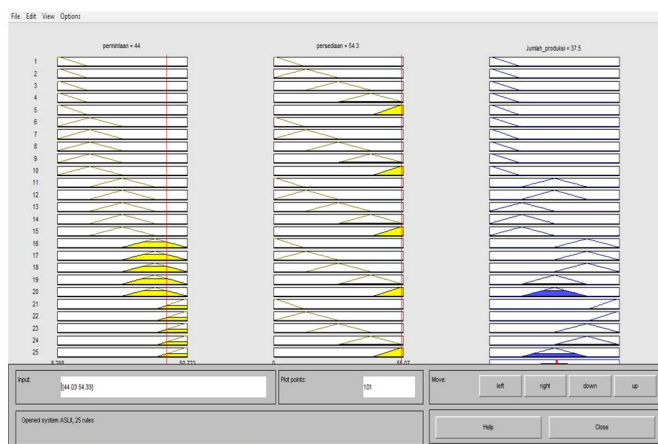 File Edit View Options
permintaan = 44
persediaan = 54.3
Jumlah_produksi = 37.5
1
2
3
4
5
6
7
8
9
10
11
12
13
14
15
16
17
18
19
20
21
22
23
24
25
0
Input:
[44.03 54.33]
Plot points:
101
Move:
left
right
down
up
Opened system ASLII, 25 rules
Help
Close